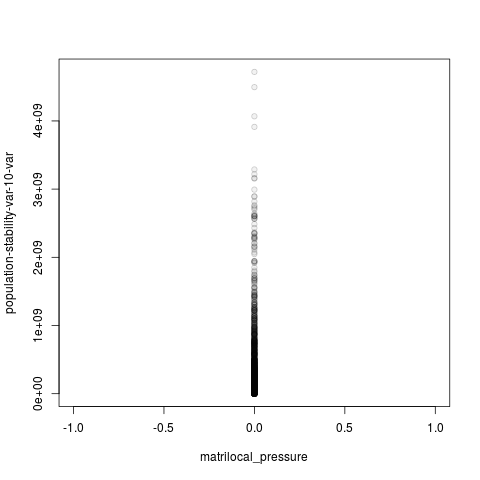 population-stability-var-10-var
4e+09
3e+09
2e+09
1e+09
0e+00
-1.0
-0.5
0.0
0.5
1.0
matrilocal_pressure